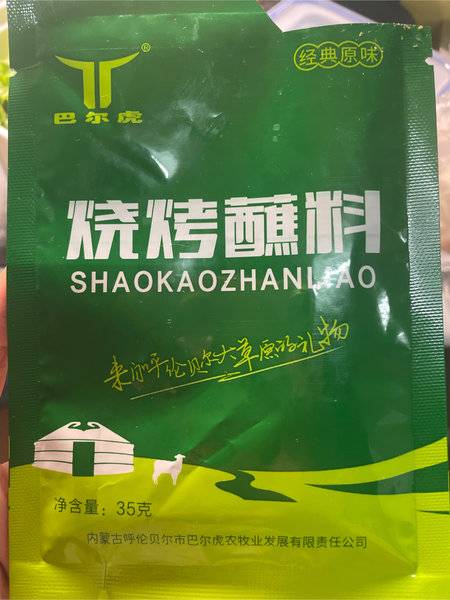 ®
经典原味
巴尔虎
烧烤蘸料
SHAOKAOZHANLIAO
来自呼伦贝尔大草原的礼物
净含量：35克
内蒙古呼伦贝尔市巴尔虎农牧业发展有限责任公司